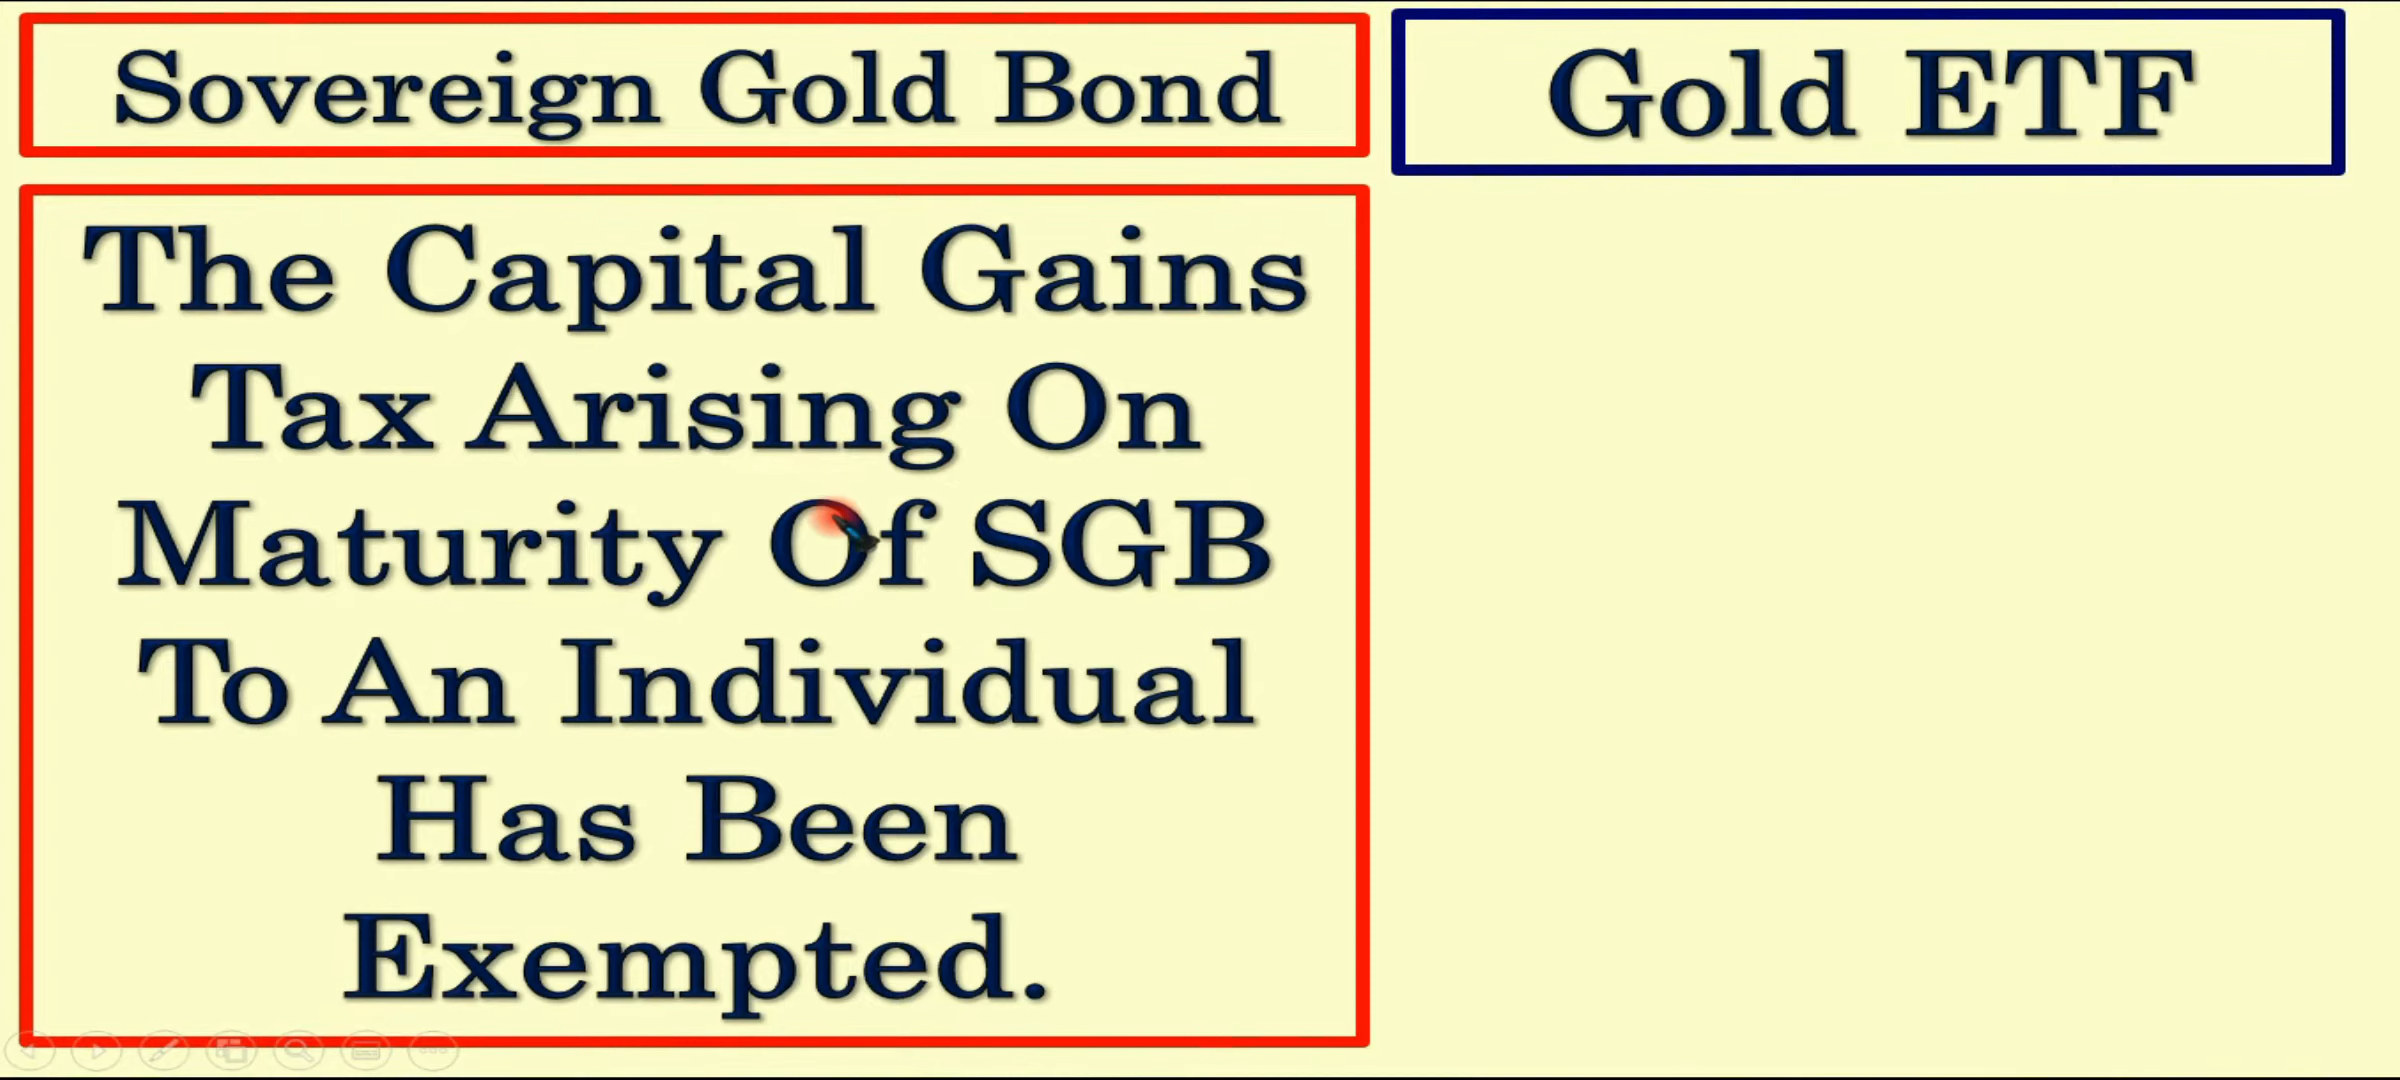 Sovereign Gold Bond
Gold ETF
The Capital Gains
Tax Arising On
Maturity Of SGB
To An Individual
Has Been
Exempted.